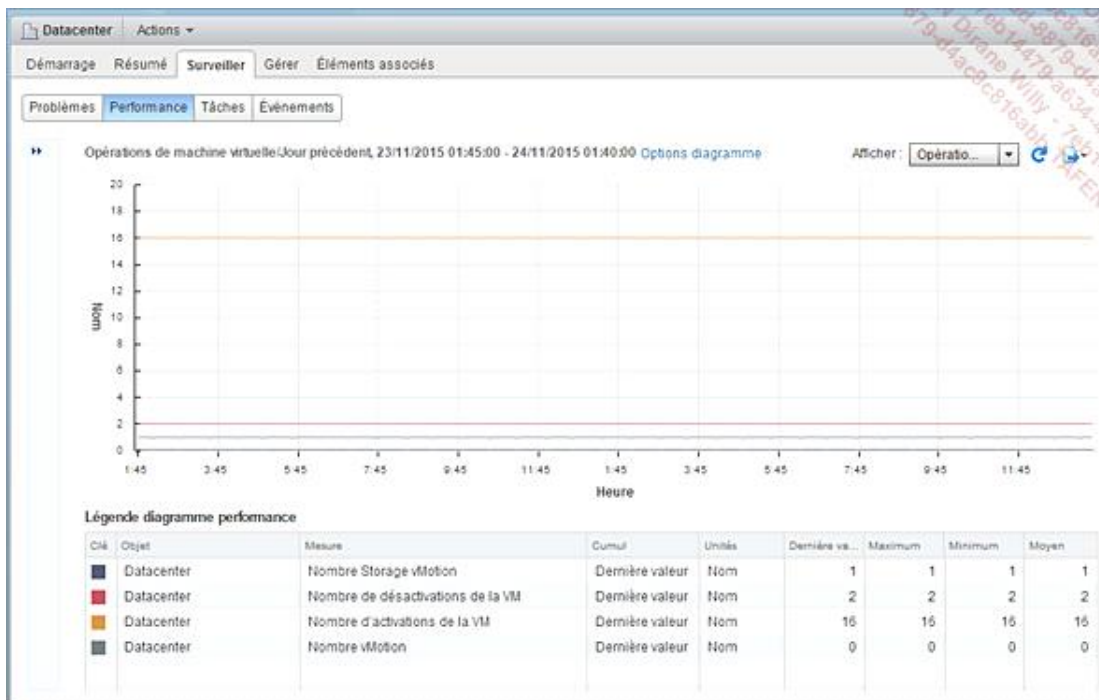 Datacenter Actions
Démarrage Résumé Surveiller Gérer Éléments associés
Problèmes Performance Tâches Évènements
Opérations de machine virtuelle/Jour précédent, 23/11/2015 01:45:00 - 24/11/2015 01:40:00 Options diagramme Afficher : Opératio...
20
18
16
14
12
10
8
6
4
2
0
Nom
1:45 3:45 5:45 7:45 9:45 11:45 1:45 3:45 5:45 7:45 9:45 11:45
Heure
Légende diagramme performance
Clé Objet Mesure Cumul Unités Dernière va... Maximum Minimum Moyen
Datacenter Nombre Storage vMotion Dernière valeur Nom 1 1 1 1
Datacenter Nombre de désactivations de la VM Dernière valeur Nom 2 2 2 2
Datacenter Nombre d'activations de la VM Dernière valeur Nom 16 16 16 16
Datacenter Nombre vMotion Dernière valeur Nom 0 0 0 0